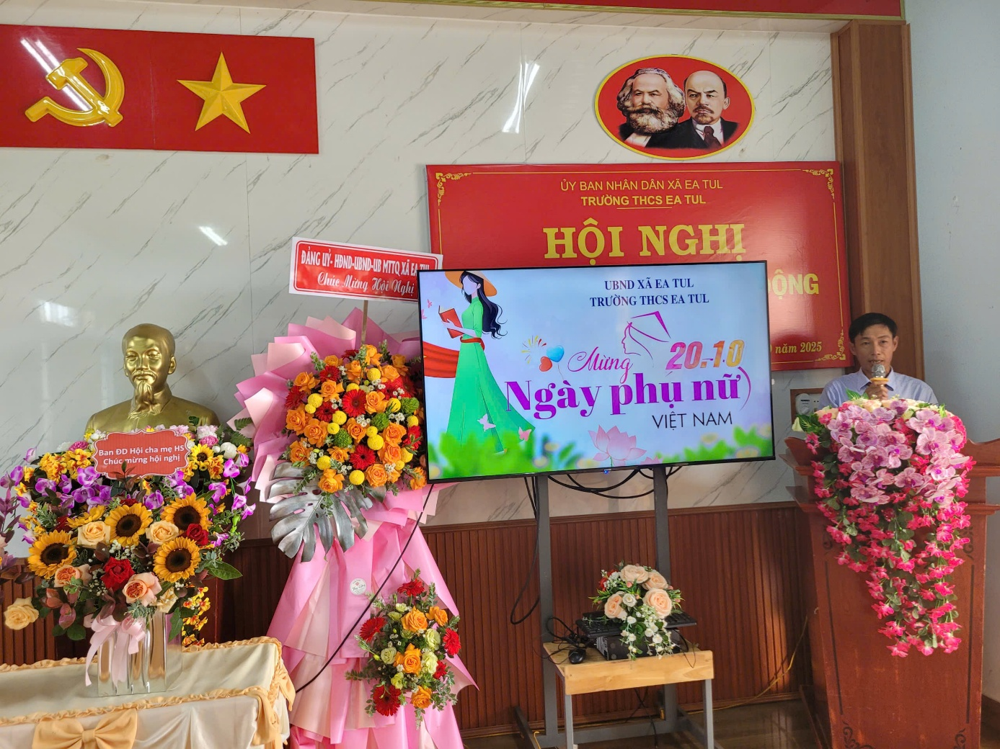 ỦY BAN NHÂN DÂN XÃ EA TUL
TRƯỜNG THCS EA TUL
HỘI NGHỊ
ĐỘNG
năm 2025
ĐẢNG UỶ- HĐND-UBND-UB MTTQ XÃ EA TUL
Chúc Mừng Hội Nghị
UBND XÃ EA TUL
TRƯỜNG THCS EA TUL
Mừng 20.10
Ngày phụ nữ
VIỆT NAM
Ban ĐD Hội cha mẹ HS
Chúc mừng hội nghị